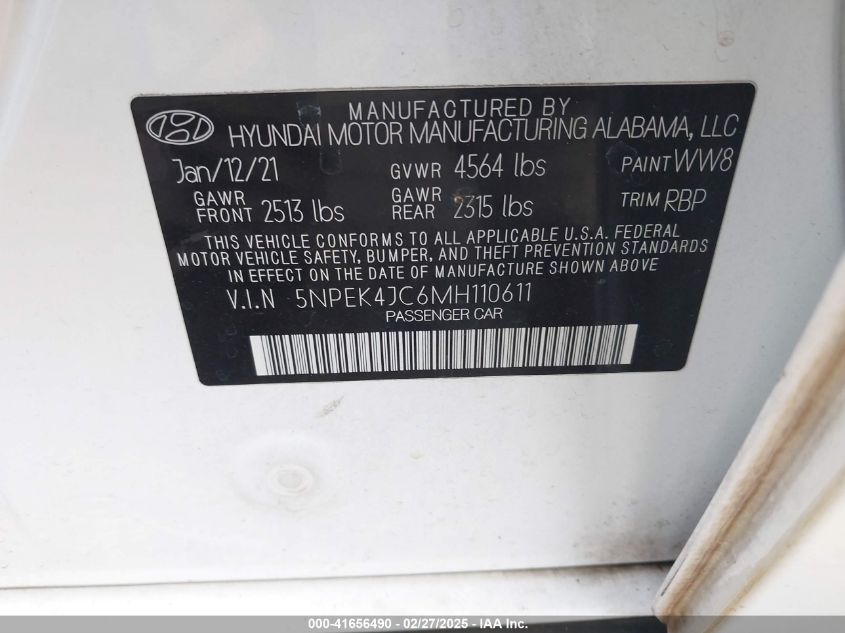 MANUFACTURED BY
HYUNDAI MOTOR MANUFACTURING ALABAMA, LLC
Jan/12/21 GVWR 4564 lbs PAINT WW8
GAWR FRONT 2513 lbs GAWR REAR 2315 lbs TRIM RBP
THIS VEHICLE CONFORMS TO ALL APPLICABLE U.S.A. FEDERAL
MOTOR VEHICLE SAFETY, BUMPER, AND THEFT PREVENTION STANDARDS
IN EFFECT ON THE DATE OF MANUFACTURE SHOWN ABOVE
V.I.N 5NPEK4JC6MH110611
PASSENGER CAR
000-41656490 - 02/27/2025 - IAA Inc.